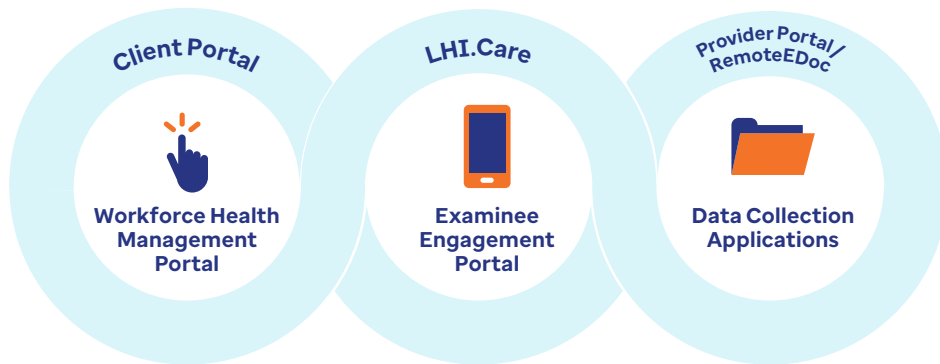 Client Portal
Workforce Health
Management
Portal
LHI.Care
Examinee
Engagement
Portal
Provider Portal/
RemoteEDoc
Data Collection
Applications